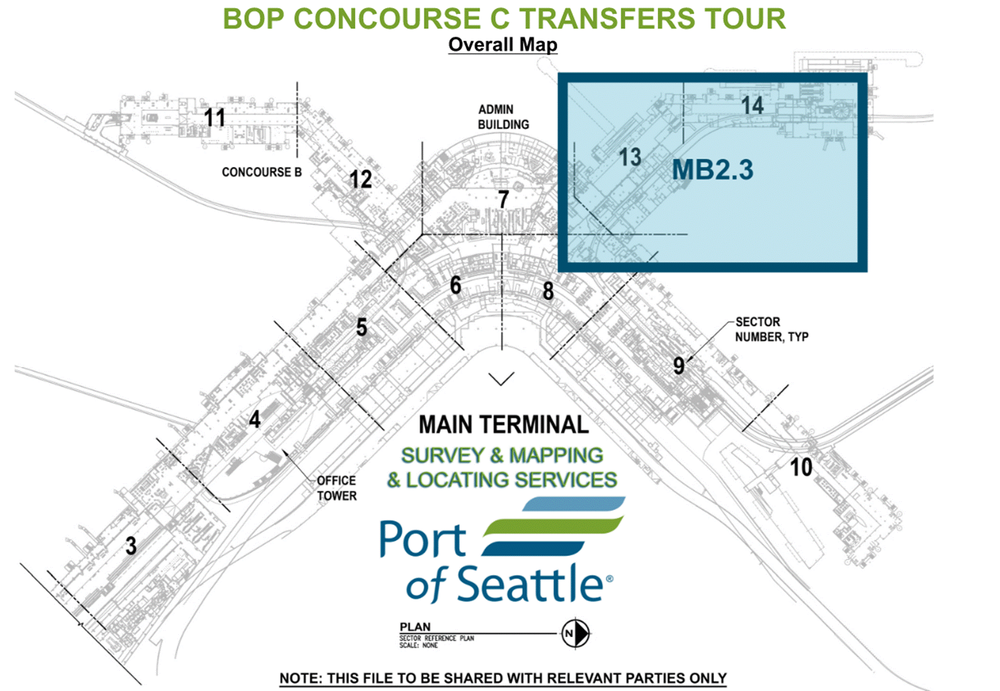 BOP CONCOURSE C TRANSFERS TOUR
Overall Map
14
11
ADMIN
BUILDING
13
MB2.3
CONCOURSE B
12
7
6
8
5
SECTOR
NUMBER, TYP
9
4
MAIN TERMINAL
SURVEY & MAPPING
& LOCATING SERVICES
10
OFFICE
TOWER
3
Port
of Seattle®
PLAN
SECTOR REFERENCE PLAN
SCALE: NONE
N
NOTE: THIS FILE TO BE SHARED WITH RELEVANT PARTIES ONLY